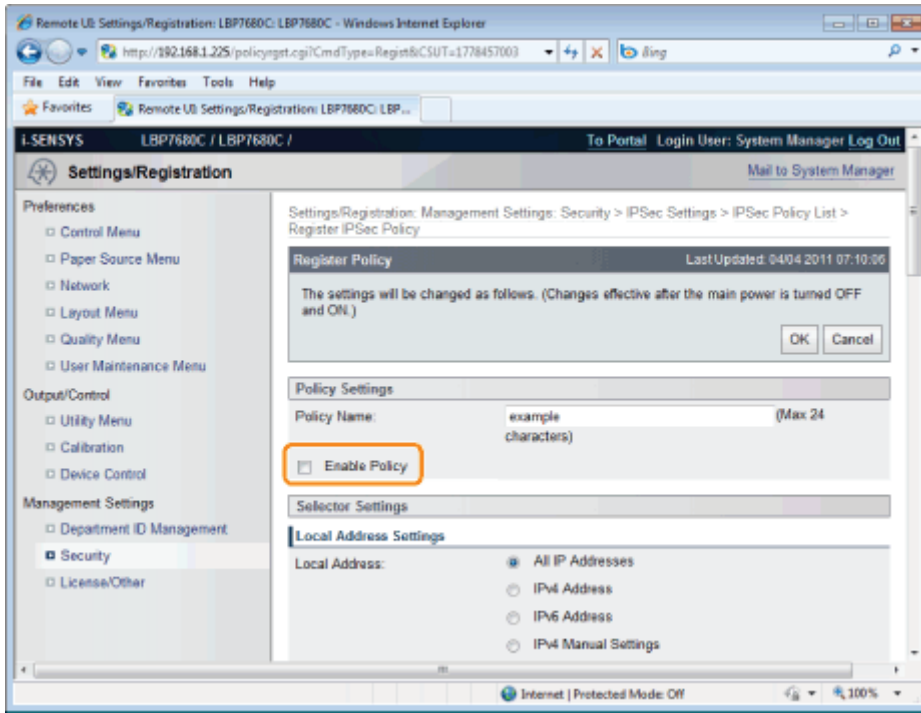 Remote UI: Settings/Registration: LBP7680C: LBP7680C - Windows Internet Explorer
http://192.168.1.225/policyrgst.cgi?CmdType=Regist&CSUT=1778457003
Bing
File Edit View Favorites Tools Help
Favorites
Remote UI: Settings/Registration: LBP7680C: LBP...
i-SENSYS LBP7680C / LBP7680C /
To Portal Login User: System Manager Log Out
Settings/Registration
Mail to System Manager
Preferences
Control Menu
Paper Source Menu
Network
Layout Menu
Quality Menu
User Maintenance Menu
Output/Control
Utility Menu
Calibration
Device Control
Management Settings
Department ID Management
Security
License/Other
Settings/Registration: Management Settings: Security > IPSec Settings > IPSec Policy List >
Register IPSec Policy
Register Policy
Last Updated: 04/04 2011 07:10:06
The settings will be changed as follows. (Changes effective after the main power is turned OFF
and ON.)
OK Cancel
Policy Settings
Policy Name: example (Max 24
characters)
Enable Policy
Selector Settings
Local Address Settings
Local Address: All IP Addresses
IPv4 Address
IPv6 Address
IPv4 Manual Settings
Internet | Protected Mode: Off
100%